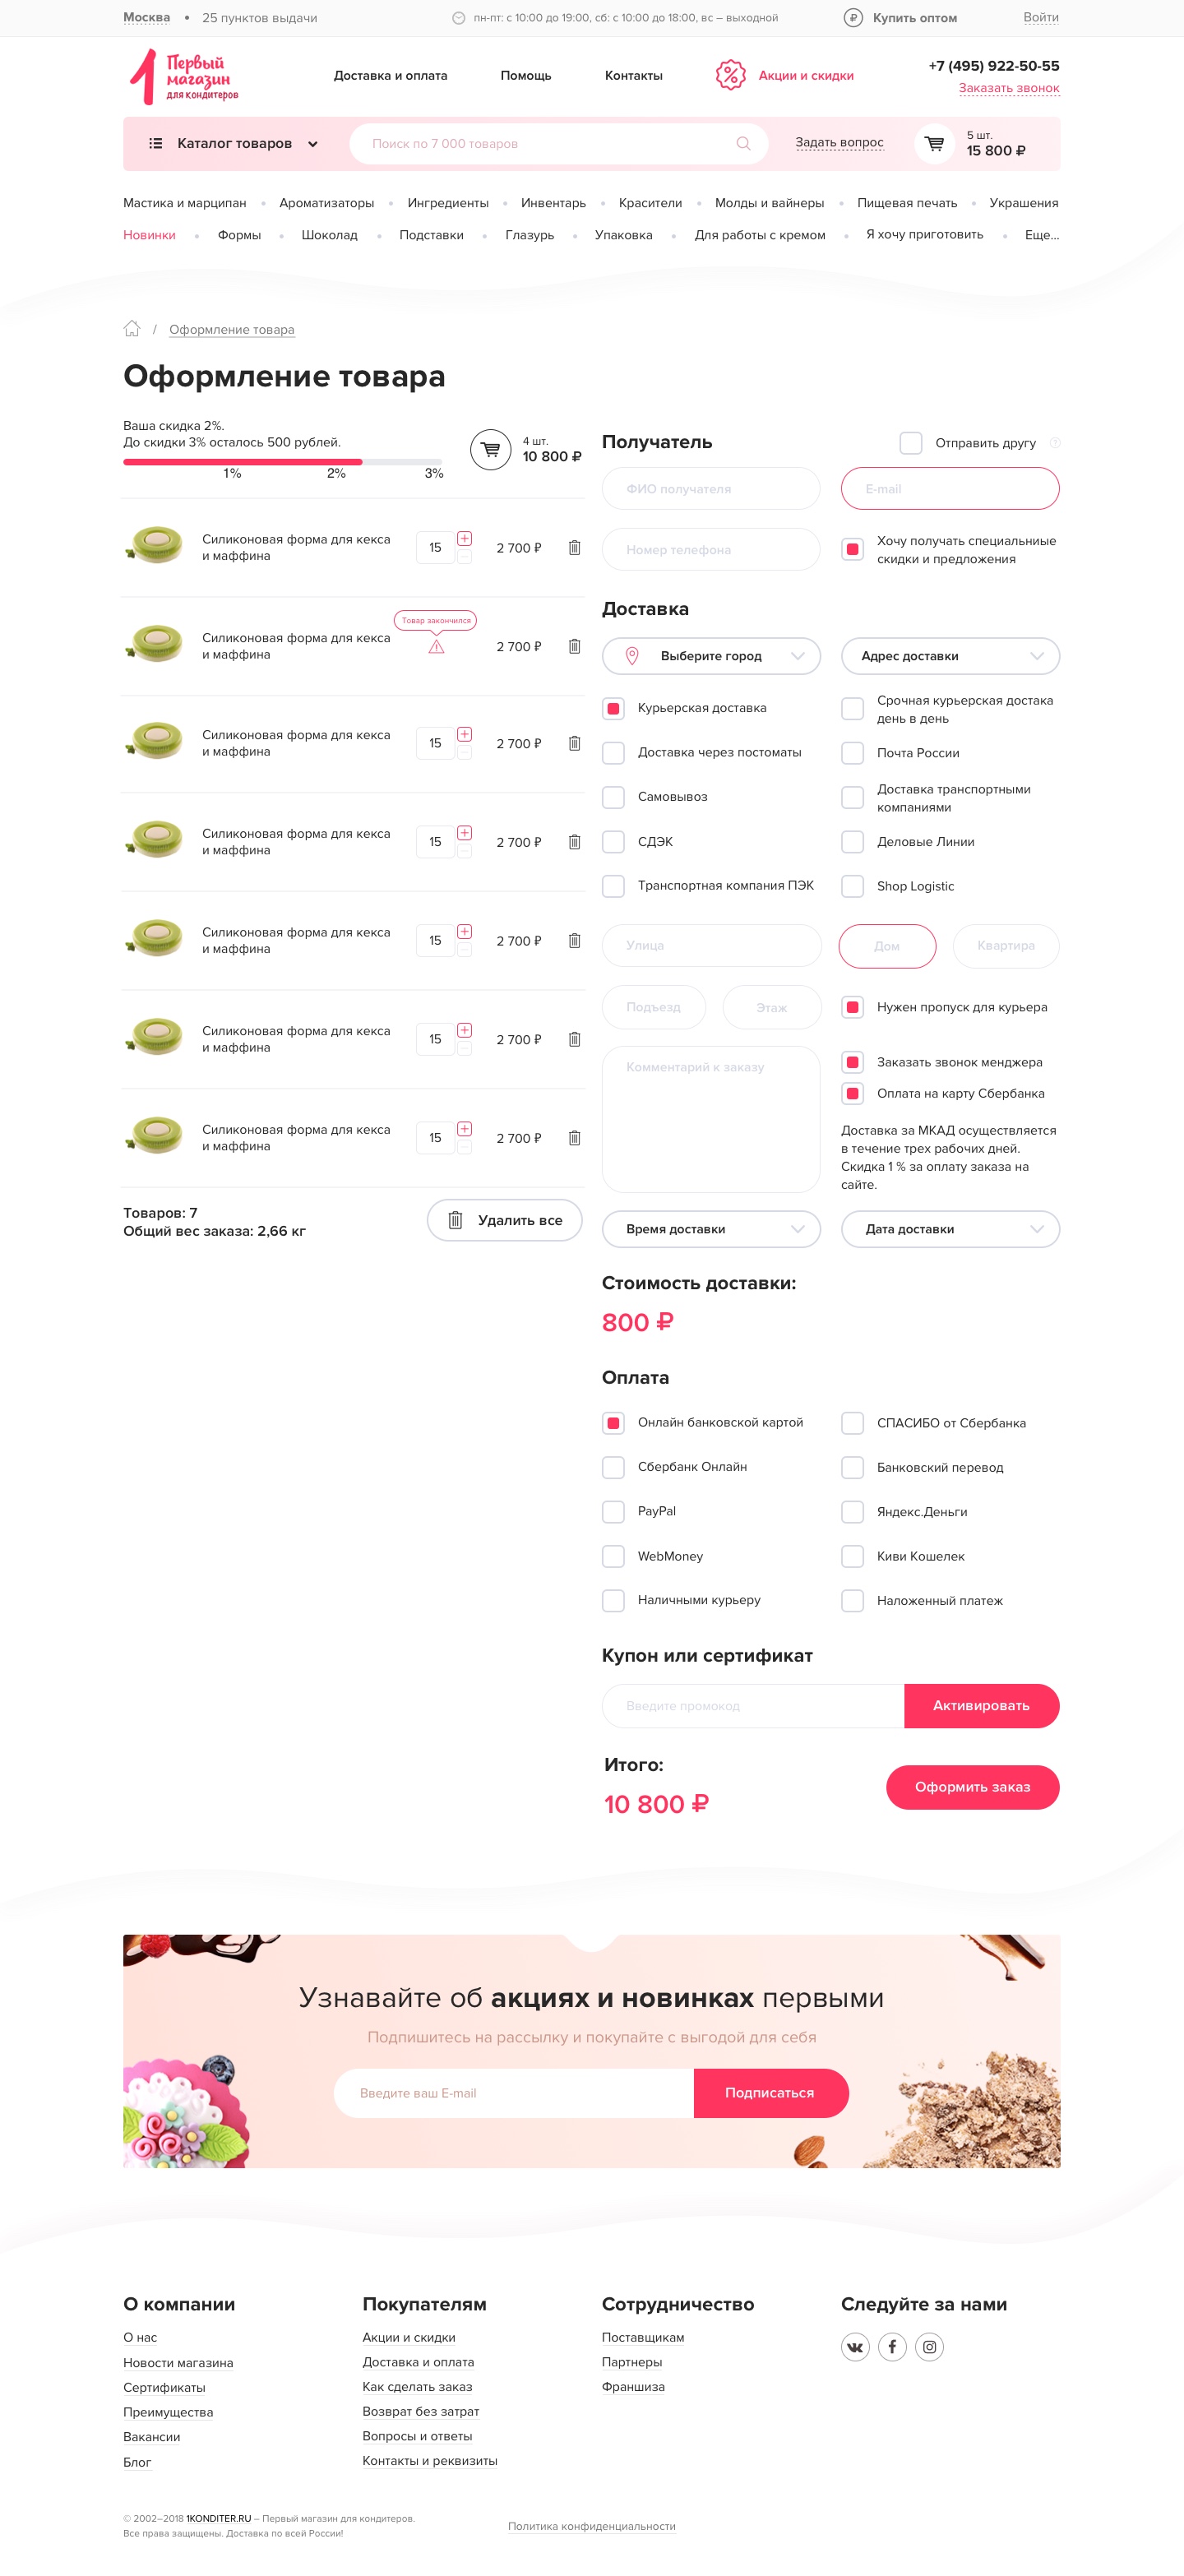 Москва • 25 пунктов выдачи
пн-пт: с 10:00 до 19:00, сб: с 10:00 до 18:00, вс – выходной
Купить оптом
Войти
1 Первый
магазин
для кондитеров
Доставка и оплата
Помощь
Контакты
Акции и скидки
+7 (495) 922-50-55
Заказать звонок
Каталог товаров
Поиск по 7 000 товаров
Задать вопрос
5 шт.
15 800 ₽
Мастика и марципан • Ароматизаторы • Ингредиенты • Инвентарь • Красители • Молды и вайнеры • Пищевая печать • Украшения
Новинки • Формы • Шоколад • Подставки • Глазурь • Упаковка • Для работы с кремом • Я хочу приготовить • Еще...
/ Оформление товара
Оформление товара
Ваша скидка 2%.
До скидки 3% осталось 500 рублей.
1% 2% 3%
4 шт.
10 800 ₽
Силиконовая форма для кекса
и маффина
15
2 700 ₽
Силиконовая форма для кекса
и маффина
Товар закончился
2 700 ₽
Силиконовая форма для кекса
и маффина
15
2 700 ₽
Силиконовая форма для кекса
и маффина
15
2 700 ₽
Силиконовая форма для кекса
и маффина
15
2 700 ₽
Силиконовая форма для кекса
и маффина
15
2 700 ₽
Силиконовая форма для кекса
и маффина
15
2 700 ₽
Товаров: 7
Общий вес заказа: 2,66 кг
Удалить все
Получатель
Отправить другу ?
ФИО получателя
E-mail
Номер телефона
Хочу получать специальниые
скидки и предложения
Доставка
Выберите город
Адрес доставки
Курьерская доставка
Срочная курьерская достака
день в день
Доставка через постоматы
Почта России
Самовывоз
Доставка транспортными
компаниями
СДЭК
Деловые Линии
Транспортная компания ПЭК
Shop Logistic
Улица
Дом
Квартира
Подъезд
Этаж
Нужен пропуск для курьера
Комментарий к заказу
Заказать звонок менджера
Оплата на карту Сбербанка
Доставка за МКАД осуществляется
в течение трех рабочих дней.
Скидка 1 % за оплату заказа на
сайте.
Время доставки
Дата доставки
Стоимость доставки:
800 ₽
Оплата
Онлайн банковской картой
СПАСИБО от Сбербанка
Сбербанк Онлайн
Банковский перевод
PayPal
Яндекс.Деньги
WebMoney
Киви Кошелек
Наличными курьеру
Наложенный платеж
Купон или сертификат
Введите промокод
Активировать
Итого:
10 800 ₽
Оформить заказ
Узнавайте об акциях и новинках первыми
Подпишитесь на рассылку и покупайте с выгодой для себя
Введите ваш E-mail
Подписаться
О компании
О нас
Новости магазина
Сертификаты
Преимущества
Вакансии
Блог
Покупателям
Акции и скидки
Доставка и оплата
Как сделать заказ
Возврат без затрат
Вопросы и ответы
Контакты и реквизиты
Сотрудничество
Поставщикам
Партнеры
Франшиза
Следуйте за нами
© 2002–2018 1KONDITER.RU – Первый магазин для кондитеров.
Все права защищены. Доставка по всей России!
Политика конфиденциальности